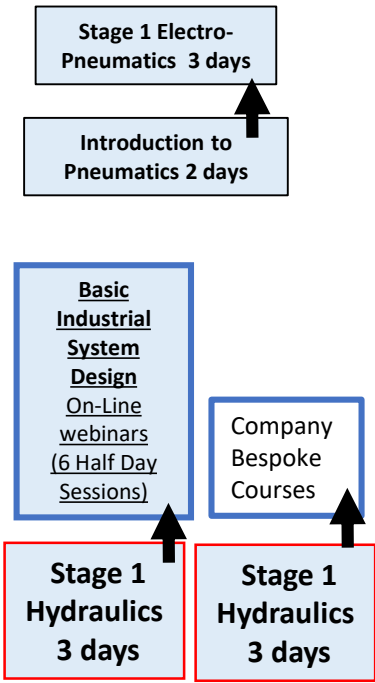 Stage 1 Electro-
Pneumatics 3 days
Introduction to
Pneumatics 2 days
Basic
Industrial
System
Design
On-Line
webinars
(6 Half Day
Sessions)
Company
Bespoke
Courses
Stage 1
Hydraulics
3 days
Stage 1
Hydraulics
3 days